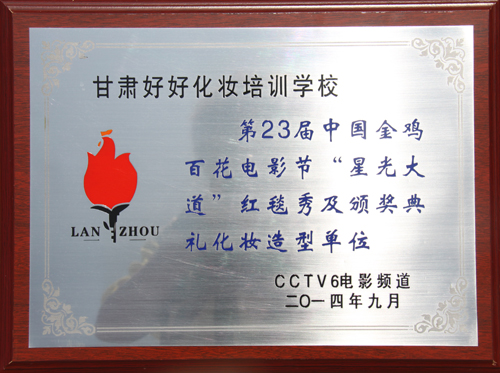 甘肃好好化妆培训学校
第23届中国金鸡
百花电影节“星光大
道”红毯秀及颁奖典
礼化妆造型单位
LAN ZHOU
CCTV6电影频道
二〇一四年九月